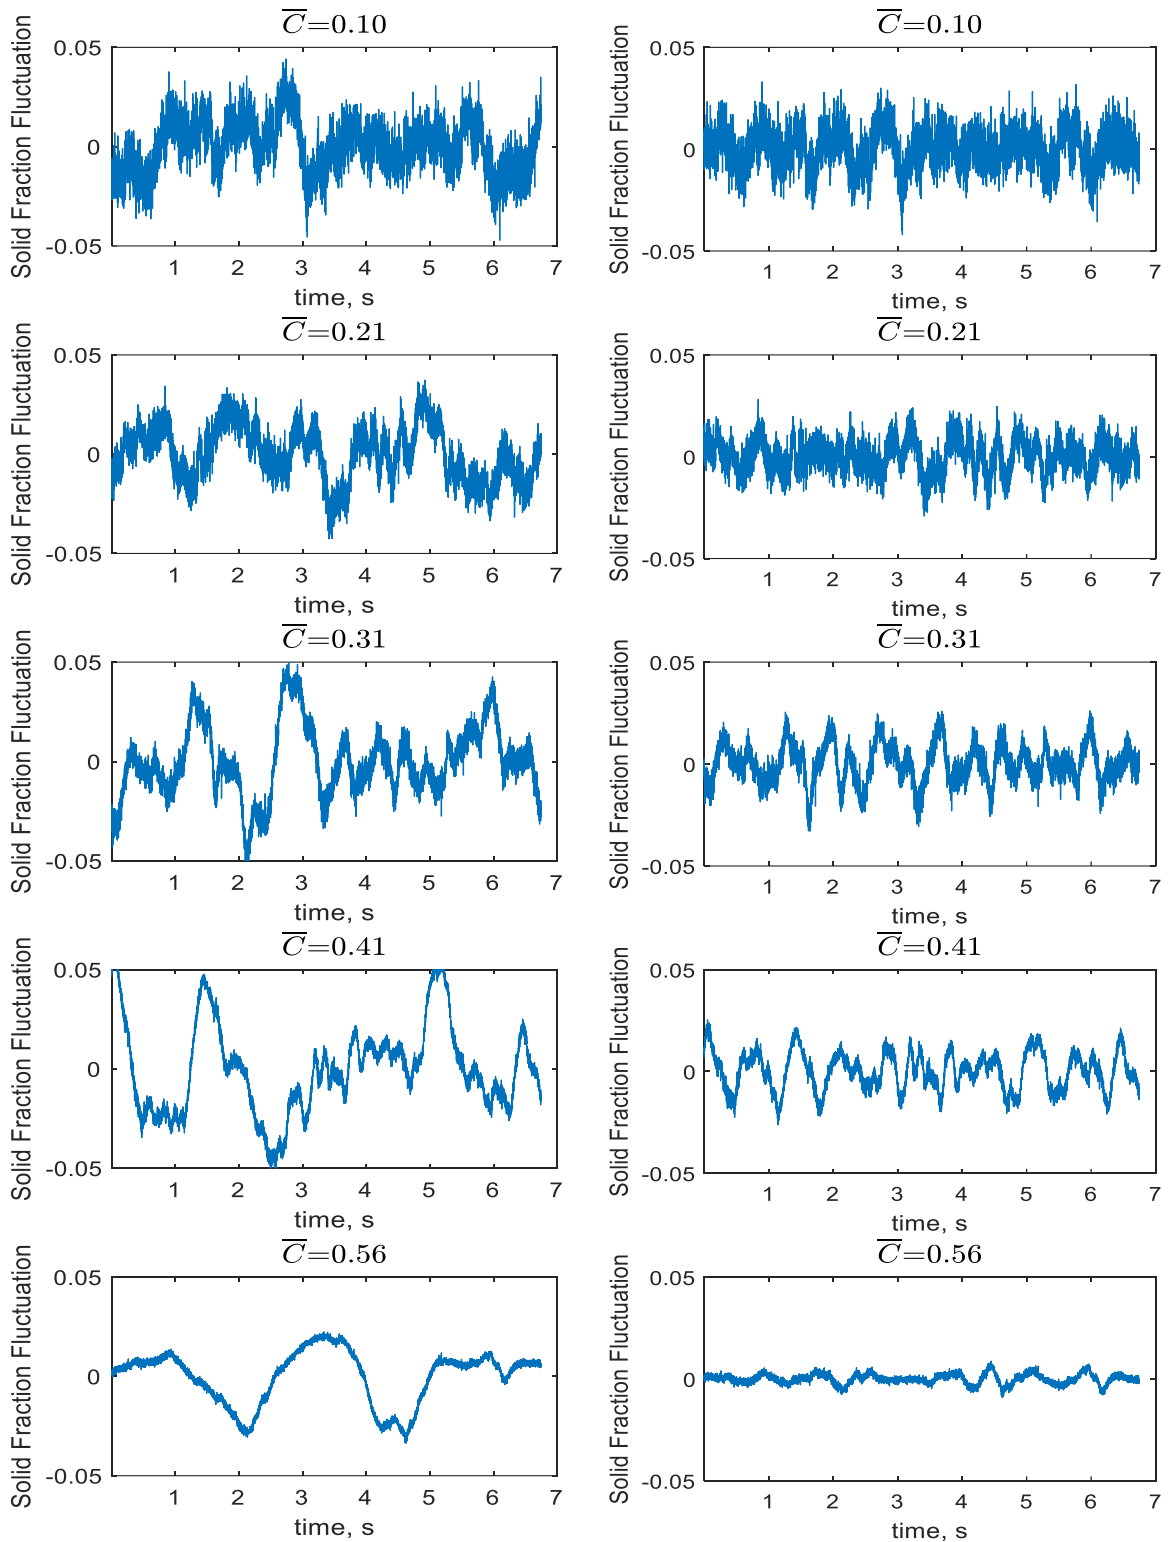 C̅=0.10
Solid Fraction Fluctuation
0.05
0
-0.05
1 2 3 4 5 6 7
time, s
C̅=0.10
Solid Fraction Fluctuation
0.05
0
-0.05
1 2 3 4 5 6 7
time, s
C̅=0.21
Solid Fraction Fluctuation
0.05
0
-0.05
1 2 3 4 5 6 7
time, s
C̅=0.21
Solid Fraction Fluctuation
0.05
0
-0.05
1 2 3 4 5 6 7
time, s
C̅=0.31
Solid Fraction Fluctuation
0.05
0
-0.05
1 2 3 4 5 6 7
time, s
C̅=0.31
Solid Fraction Fluctuation
0.05
0
-0.05
1 2 3 4 5 6 7
time, s
C̅=0.41
Solid Fraction Fluctuation
0.05
0
-0.05
1 2 3 4 5 6 7
time, s
C̅=0.41
Solid Fraction Fluctuation
0.05
0
-0.05
1 2 3 4 5 6 7
time, s
C̅=0.56
Solid Fraction Fluctuation
0.05
0
-0.05
1 2 3 4 5 6 7
time, s
C̅=0.56
Solid Fraction Fluctuation
0.05
0
-0.05
1 2 3 4 5 6 7
time, s